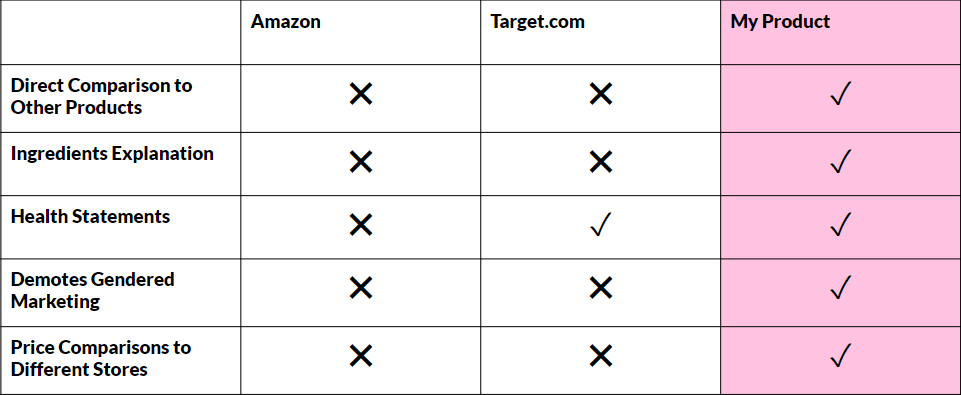 Amazon
Target.com
My Product
Direct Comparison to
Other Products
Ingredients Explanation
Health Statements
Demotes Gendered
Marketing
Price Comparisons to
Different Stores